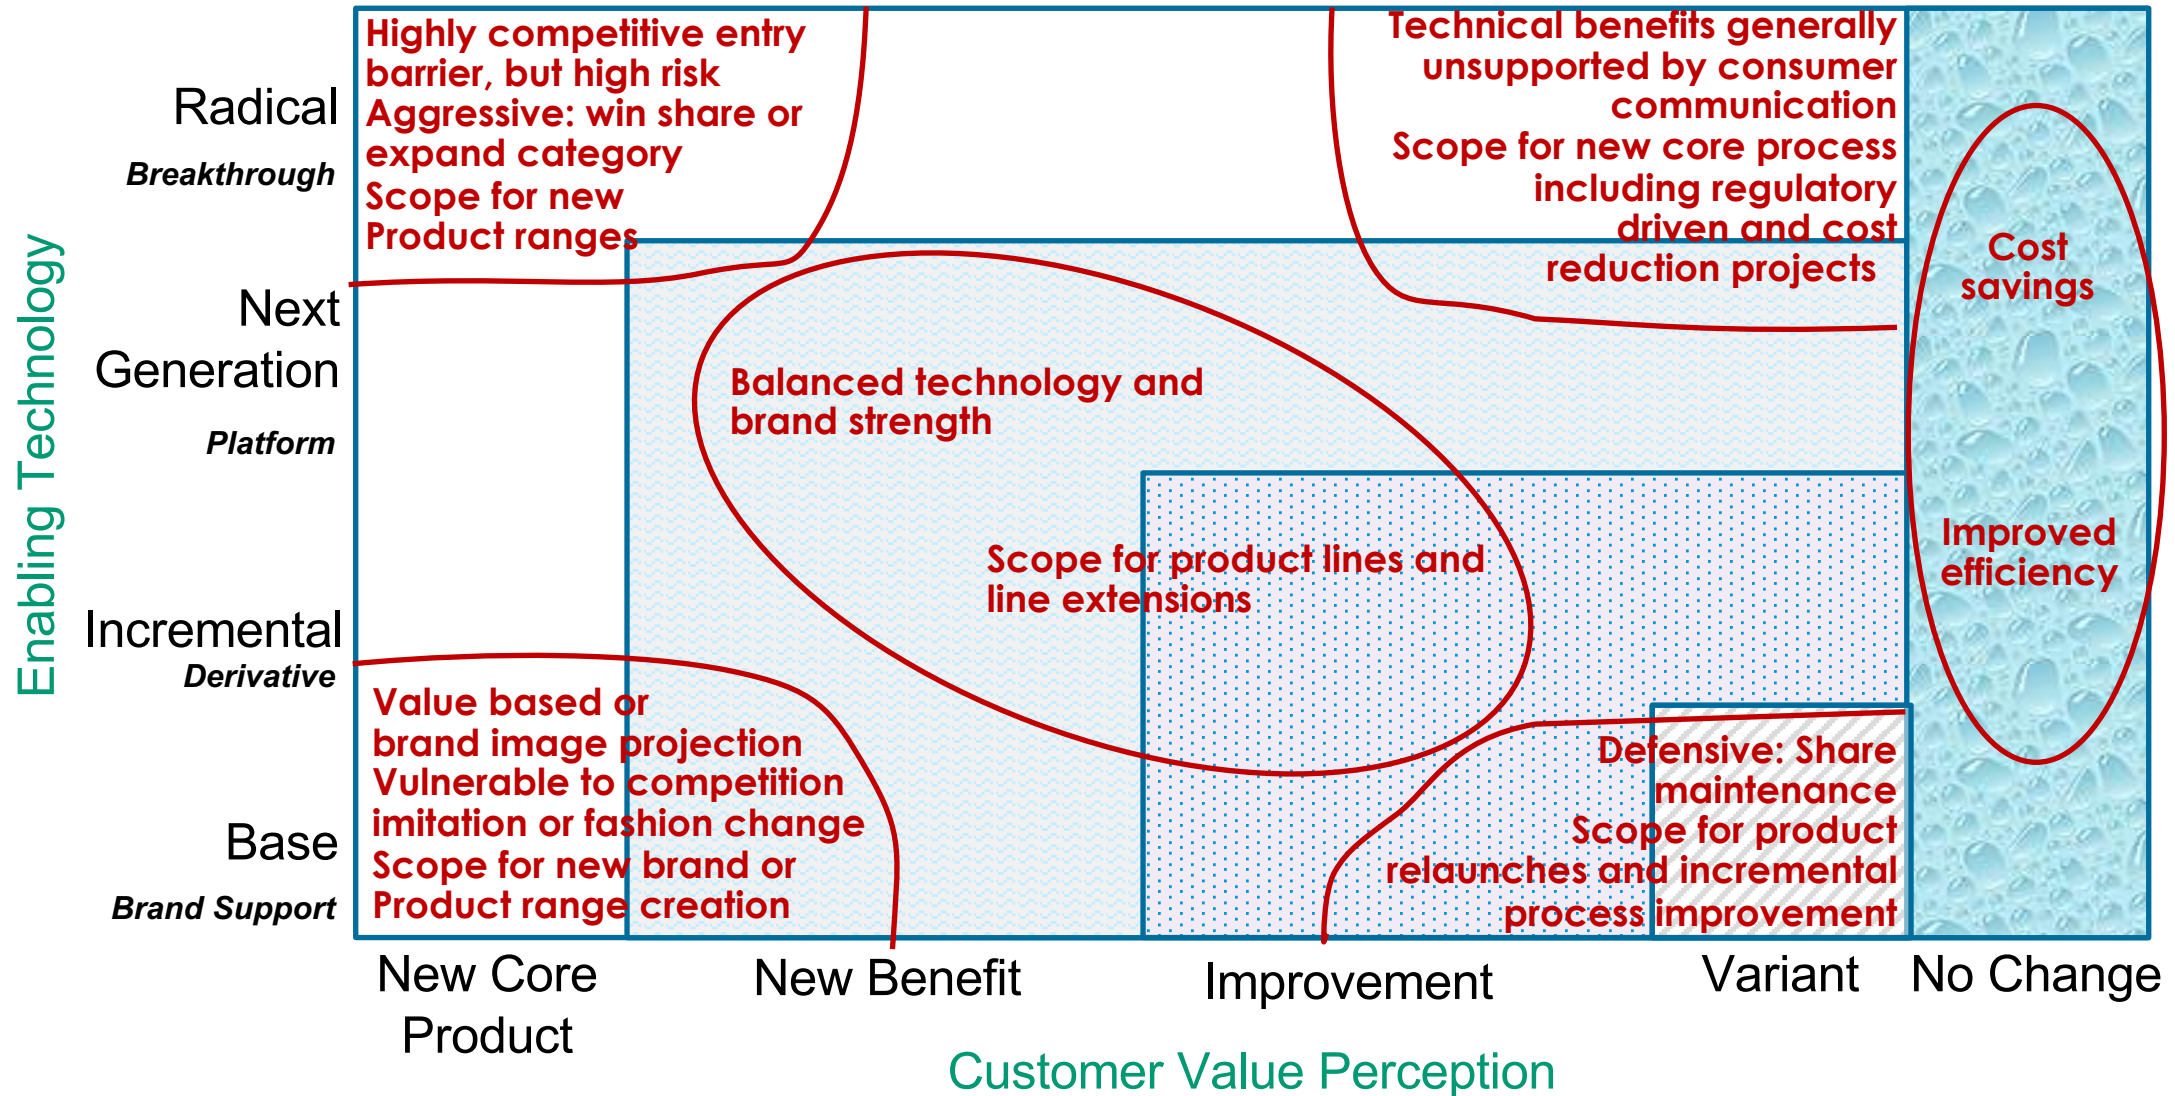 Enabling Technology
Radical
Breakthrough
Next
Generation
Platform
Incremental
Derivative
Base
Brand Support
Highly competitive entry
barrier, but high risk
Aggressive: win share or
expand category
Scope for new
Product ranges
Technical benefits generally
unsupported by consumer
communication
Scope for new core process
including regulatory
driven and cost
reduction projects
Cost
savings
Improved
efficiency
Balanced technology and
brand strength
Scope for product lines and
line extensions
Value based or
brand image projection
Vulnerable to competition
imitation or fashion change
Scope for new brand or
Product range creation
Defensive: Share
maintenance
Scope for product
relaunches and incremental
process improvement
New Core
Product
New Benefit
Improvement
Variant
No Change
Customer Value Perception